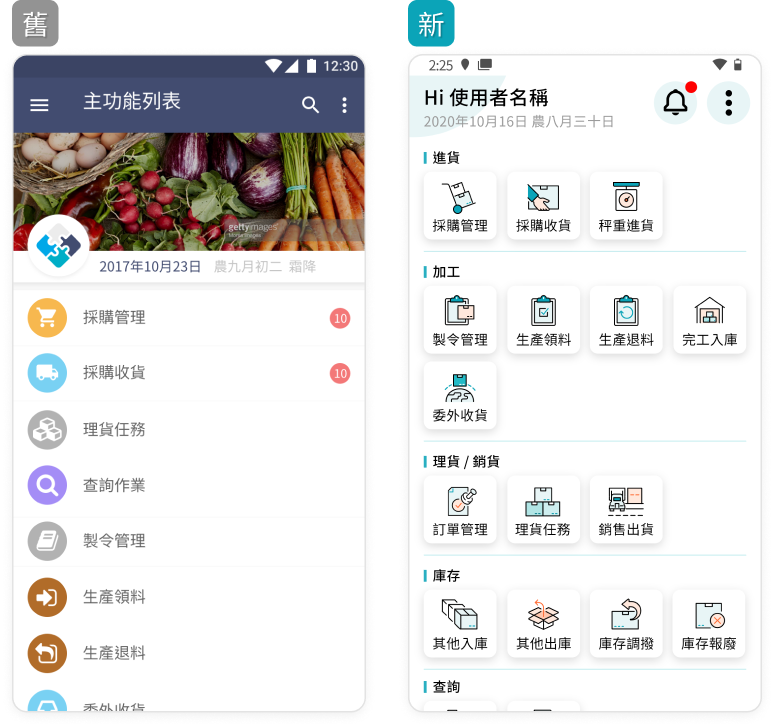 舊
12:30
主功能列表
gettyimages
2017年10月23日 農九月初二 霜降
採購管理 10
採購收貨 10
理貨任務
查詢作業
製令管理
生產領料
生產退料
委外收貨
新
2:25
Hi 使用者名稱
2020年10月16日 農八月三十日
進貨
採購管理 採購收貨 秤重進貨
加工
製令管理 生產領料 生產退料 完工入庫
委外收貨
理貨 / 銷貨
訂單管理 理貨任務 銷售出貨
庫存
其他入庫 其他出庫 庫存調撥 庫存報廢
查詢